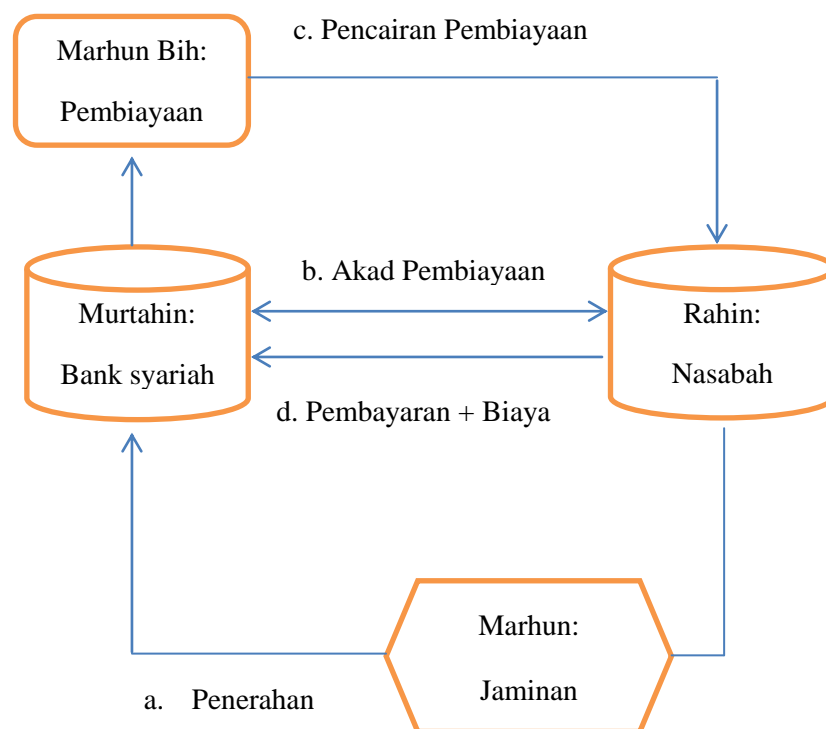 c. Pencairan Pembiayaan
Marhun Bih:
Pembiayaan
b. Akad Pembiayaan
Murtahin:
Bank syariah
Rahin:
Nasabah
d. Pembayaran + Biaya
Marhun:
Jaminan
a. Penerahan